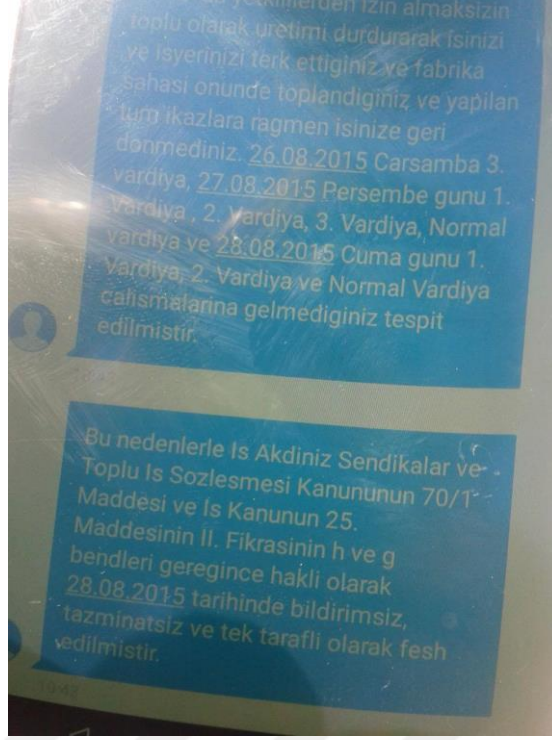 yetkililerden izin almaksizin
toplu olarak uretimi durdurarak isinizi
ve isyerinizi terk ettiginiz ve fabrika
sahasi onunde toplandiginiz ve yapilan
tum ikazlara ragmen isinize geri
donmediniz. 26.08.2015 Carsamba 3.
vardiya, 27.08.2015 Persembe gunu 1.
Vardiya , 2. Vardiya, 3. Vardiya, Normal
vardiya ve 28.08.2015 Cuma gunu 1.
Vardiya, 2. Vardiya ve Normal Vardiya
calismalarina gelmediginiz tespit
edilmistir.
Bu nedenlerle Is Akdiniz Sendikalar ve
Toplu Is Sozlesmesi Kanununun 70/1
Maddesi ve Is Kanunun 25.
Maddesinin II. Fikrasinin h ve g
bendleri geregince hakli olarak
28.08.2015 tarihinde bildirimsiz,
tazminatsiz ve tek tarafli olarak fesh
edilmistir.